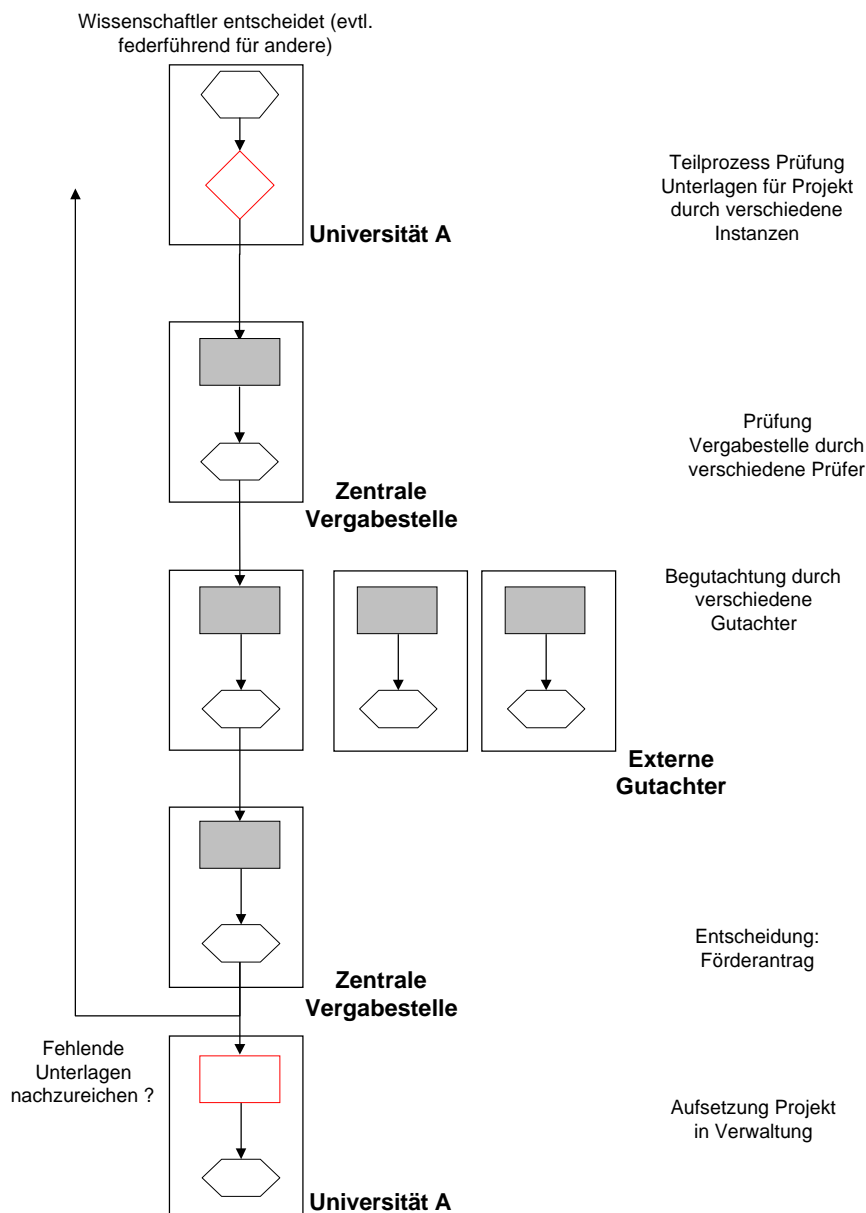 Wissenschaftler entscheidet (evtl.
federführend für andere)
Teilprozess Prüfung
Unterlagen für Projekt
durch verschiedene
Instanzen
Universität A
Prüfung
Vergabestelle durch
verschiedene Prüfer
Zentrale
Vergabestelle
Begutachtung durch
verschiedene
Gutachter
Externe
Gutachter
Entscheidung:
Förderantrag
Zentrale
Vergabestelle
Fehlende
Unterlagen
nachzureichen ?
Aufsetzung Projekt
in Verwaltung
Universität A